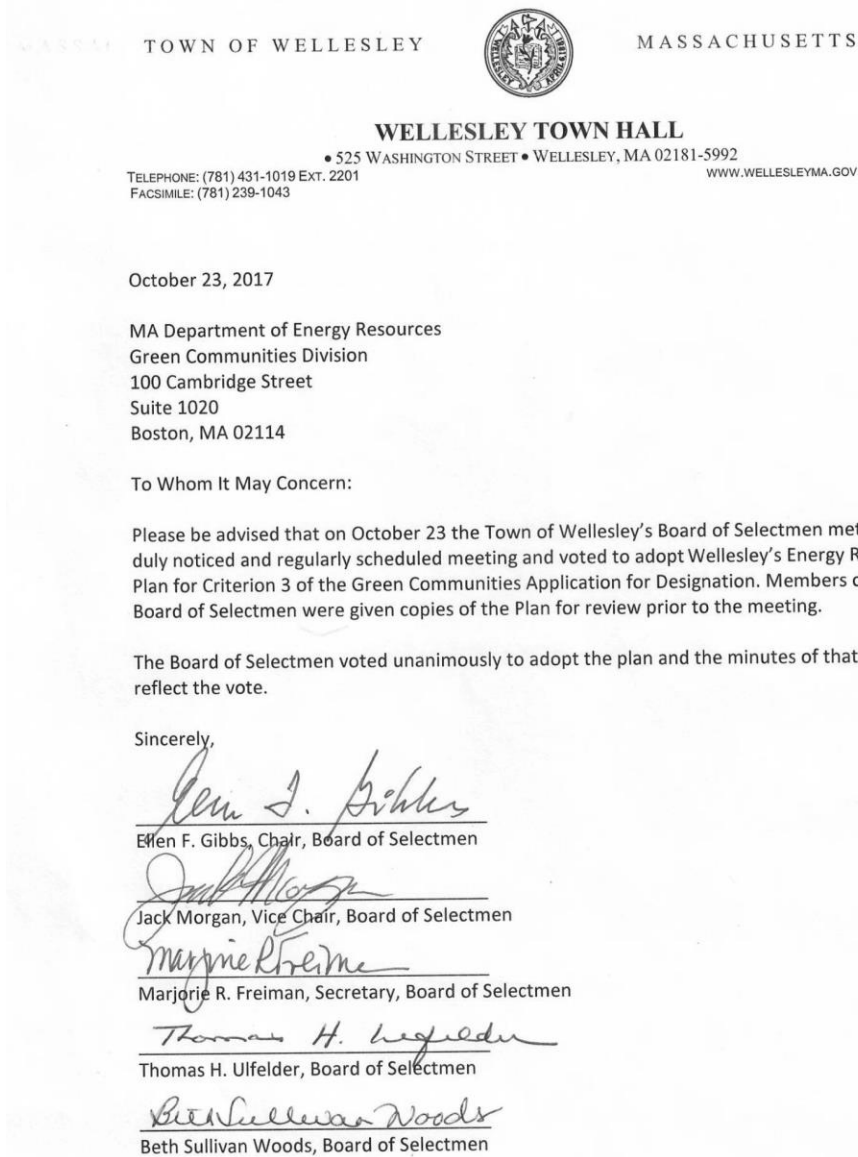 TOWN OF WELLESLEY MASSACHUSETTS
WELLESLEY APRIL 6 1881
WELLESLEY TOWN HALL
• 525 WASHINGTON STREET • WELLESLEY, MA 02181-5992
TELEPHONE: (781) 431-1019 EXT. 2201 WWW.WELLESLEYMA.GOV
FACSIMILE: (781) 239-1043
October 23, 2017
MA Department of Energy Resources
Green Communities Division
100 Cambridge Street
Suite 1020
Boston, MA 02114
To Whom It May Concern:
Please be advised that on October 23 the Town of Wellesley's Board of Selectmen met
duly noticed and regularly scheduled meeting and voted to adopt Wellesley's Energy R
Plan for Criterion 3 of the Green Communities Application for Designation. Members
Board of Selectmen were given copies of the Plan for review prior to the meeting.
The Board of Selectmen voted unanimously to adopt the plan and the minutes of that
reflect the vote.
Sincerely,
Ellen F. Gibbs, Chair, Board of Selectmen
Jack Morgan
Jack Morgan, Vice Chair, Board of Selectmen
Marjorie R Freiman
Marjorie R. Freiman, Secretary, Board of Selectmen
Thomas H. Ulfelder
Thomas H. Ulfelder, Board of Selectmen
Beth Sullivan Woods
Beth Sullivan Woods, Board of Selectmen